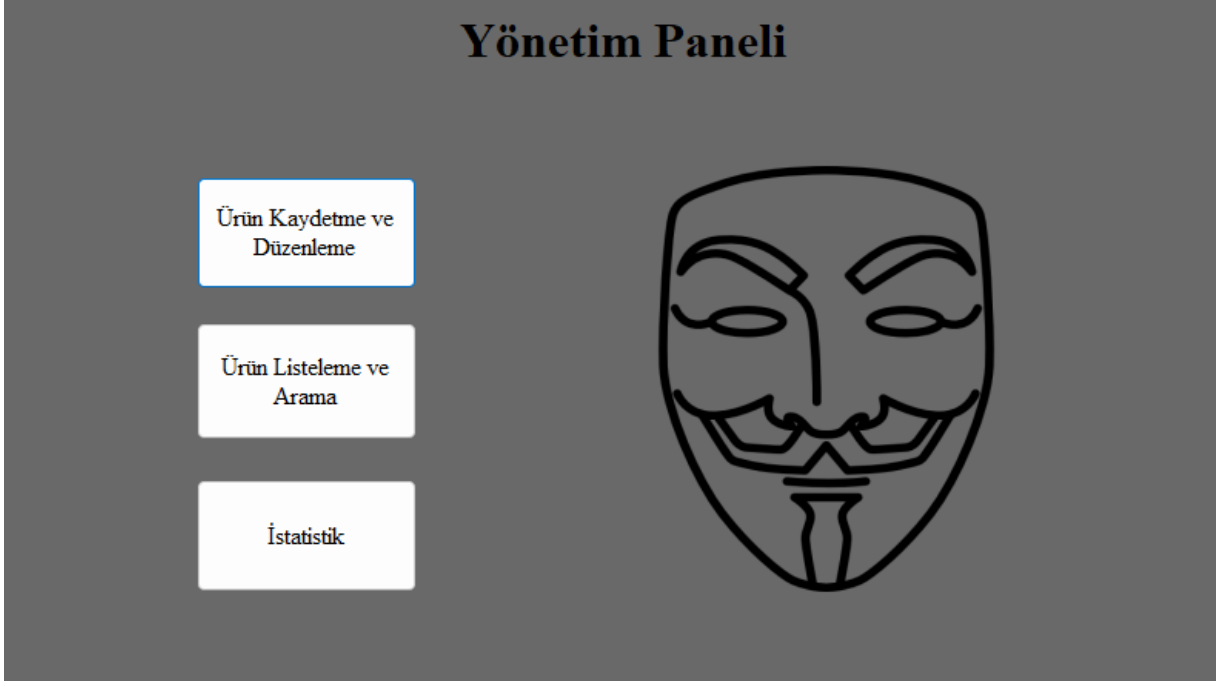 Yönetim Paneli
Ürün Kaydetme ve
Düzenleme
Ürün Listeleme ve
Arama
İstatistik